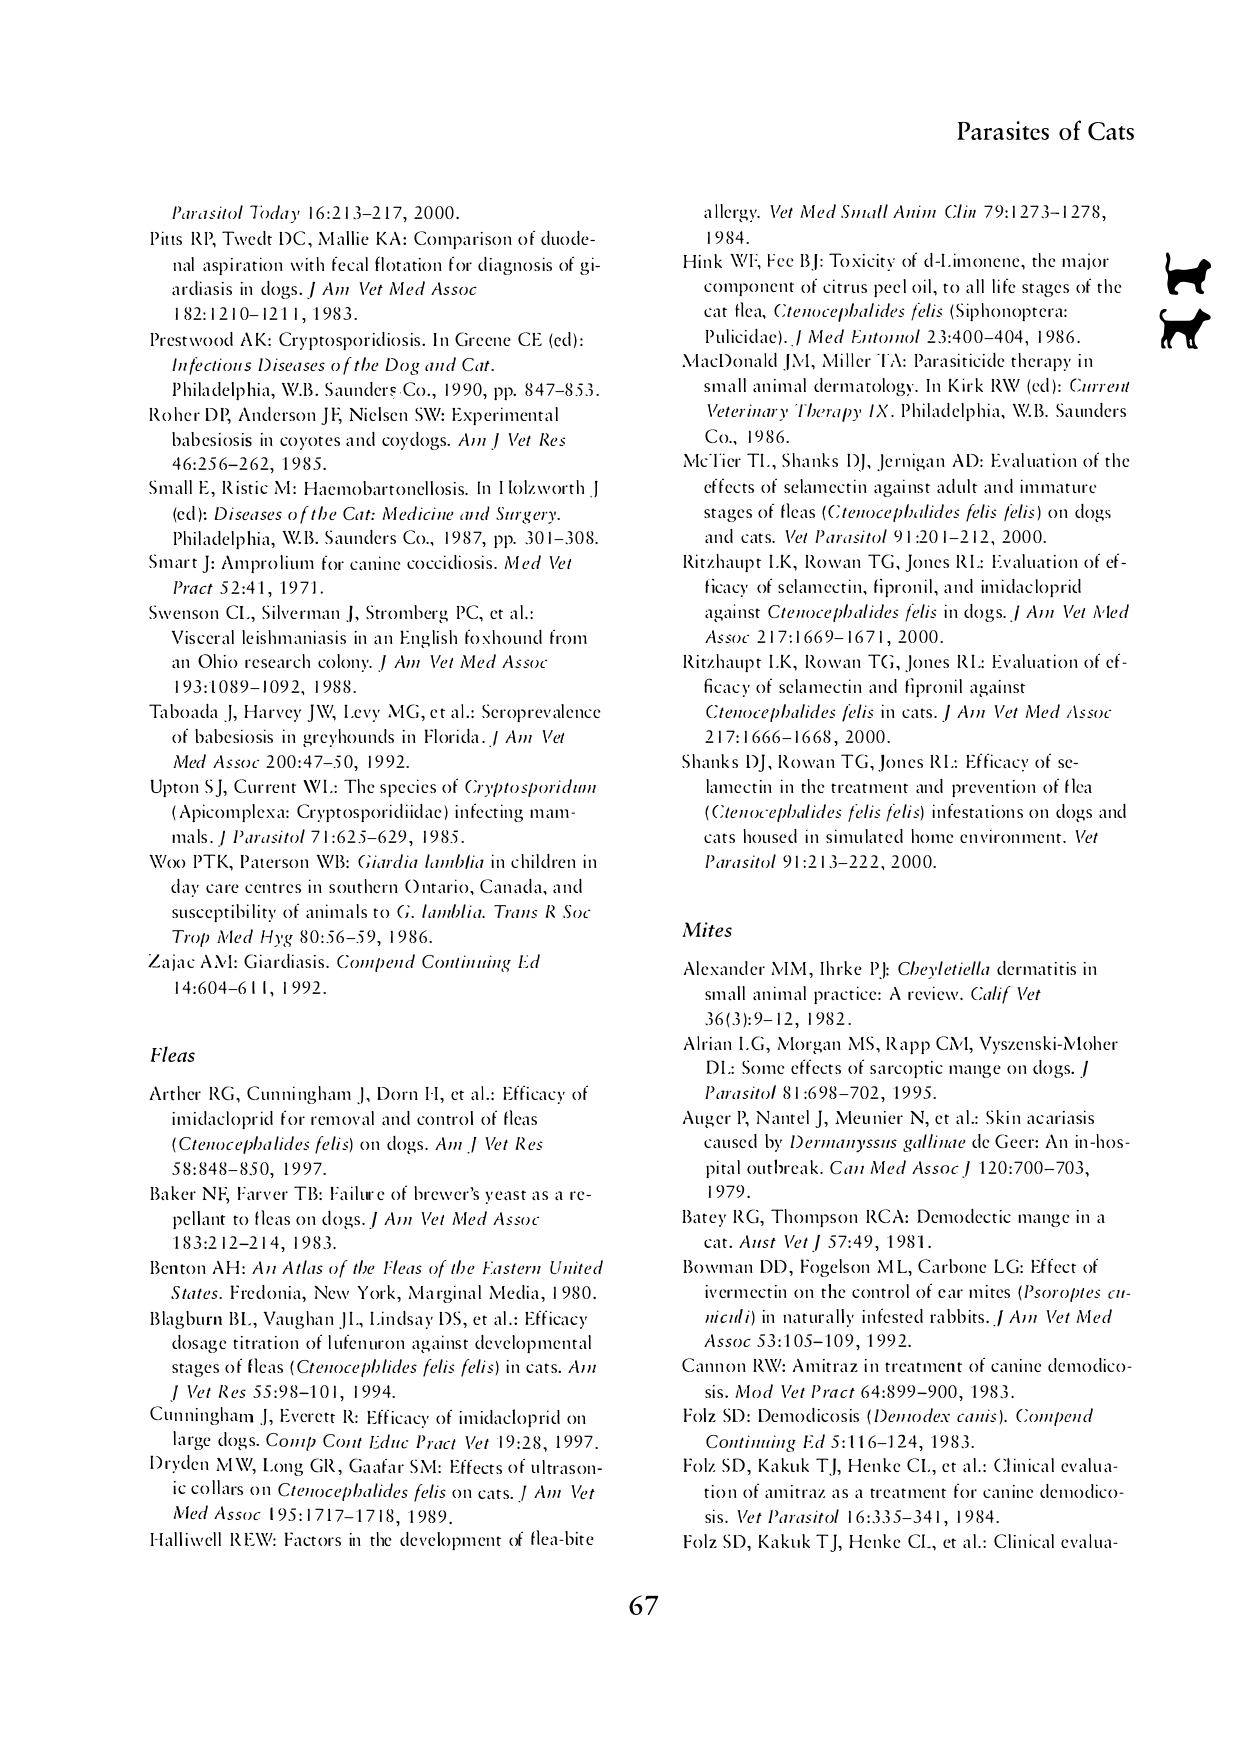 Parasites of Cats
Parasitol Today 16:213–217, 2000.
Pitts RP, Twedt DC, Mallie KA: Comparison of duode-
nal aspiration with fecal flotation for diagnosis of gi-
ardiasis in dogs. J Am Vet Med Assoc
182:1210–1211, 1983.
Prestwood AK: Cryptosporidiosis. In Greene CE (ed):
Infectious Diseases of the Dog and Cat.
Philadelphia, W.B. Saunders Co., 1990, pp. 847–853.
Roher DP, Anderson JF, Nielsen SW: Experimental
babesiosis in coyotes and coydogs. Am J Vet Res
46:256–262, 1985.
Small E, Ristic M: Haemobartonellosis. In Holzworth J
(ed): Diseases of the Cat: Medicine and Surgery.
Philadelphia, W.B. Saunders Co., 1987, pp. 301–308.
Smart J: Amprolium for canine coccidiosis. Med Vet
Pract 52:41, 1971.
Swenson CL, Silverman J, Stromberg PC, et al.:
Visceral leishmaniasis in an English foxhound from
an Ohio research colony. J Am Vet Med Assoc
193:1089–1092, 1988.
Taboada J, Harvey JW, Levy MG, et al.: Seroprevalence
of babesiosis in greyhounds in Florida. J Am Vet
Med Assoc 200:47–50, 1992.
Upton SJ, Current WL: The species of Cryptosporidum
(Apicomplexa: Cryptosporidiidae) infecting mam-
mals. J Parasitol 71:625–629, 1985.
Woo PTK, Paterson WB: Giardia lamblia in children in
day care centres in southern Ontario, Canada, and
susceptibility of animals to G. lamblia. Trans R Soc
Trop Med Hyg 80:56–59, 1986.
Zajac AM: Giardiasis. Compend Continuing Ed
14:604–611, 1992.
Fleas
Arther RG, Cunningham J, Dorn H, et al.: Efficacy of
imidacloprid for removal and control of fleas
(Ctenocephalides felis) on dogs. Am J Vet Res
58:848–850, 1997.
Baker NF, Farver TB: Failure of brewer's yeast as a re-
pellant to fleas on dogs. J Am Vet Med Assoc
183:212–214, 1983.
Benton AH: An Atlas of the Fleas of the Eastern United
States. Fredonia, New York, Marginal Media, 1980.
Blagburn BL, Vaughan JL, Lindsay DS, et al.: Efficacy
dosage titration of lufenuron against developmental
stages of fleas (Ctenocephlides felis felis) in cats. Am
J Vet Res 55:98–101, 1994.
Cunningham J, Everett R: Efficacy of imidacloprid on
large dogs. Comp Cont Educ Pract Vet 19:28, 1997.
Dryden MW, Long GR, Gaafar SM: Effects of ultrason-
ic collars on Ctenocephalides felis on cats. J Am Vet
Med Assoc 195:1717–1718, 1989.
Halliwell REW: Factors in the development of flea-bite
allergy. Vet Med Small Anim Clin 79:1273–1278,
1984.
Hink WF, Fee BJ: Toxicity of d-Limonene, the major
component of citrus peel oil, to all life stages of the
cat flea, Ctenocephalides felis (Siphonoptera:
Pulicidae). J Med Entomol 23:400–404, 1986.
MacDonald JM, Miller TA: Parasiticide therapy in
small animal dermatology. In Kirk RW (ed): Current
Veterinary Therapy IX. Philadelphia, W.B. Saunders
Co., 1986.
McTier TL, Shanks DJ, Jernigan AD: Evaluation of the
effects of selamectin against adult and immature
stages of fleas (Ctenocephalides felis felis) on dogs
and cats. Vet Parasitol 91:201–212, 2000.
Ritzhaupt LK, Rowan TG, Jones RL: Evaluation of ef-
ficacy of selamectin, fipronil, and imidacloprid
against Ctenocephalides felis in dogs. J Am Vet Med
Assoc 217:1669–1671, 2000.
Ritzhaupt LK, Rowan TG, Jones RL: Evaluation of ef-
ficacy of selamectin and fipronil against
Ctenocephalides felis in cats. J Am Vet Med Assoc
217:1666–1668, 2000.
Shanks DJ, Rowan TG, Jones RL: Efficacy of se-
lamectin in the treatment and prevention of flea
(Ctenocephalides felis felis) infestations on dogs and
cats housed in simulated home environment. Vet
Parasitol 91:213–222, 2000.
Mites
Alexander MM, Ihrke PJ: Cheyletiella dermatitis in
small animal practice: A review. Calif Vet
36(3):9–12, 1982.
Alrian LG, Morgan MS, Rapp CM, Vyszenski-Moher
DL: Some effects of sarcoptic mange on dogs. J
Parasitol 81:698–702, 1995.
Auger P, Nantel J, Meunier N, et al.: Skin acariasis
caused by Dermanyssus gallinae de Geer: An in-hos-
pital outbreak. Can Med Assoc J 120:700–703,
1979.
Batey RG, Thompson RCA: Demodectic mange in a
cat. Aust Vet J 57:49, 1981.
Bowman DD, Fogelson ML, Carbone LG: Effect of
ivermectin on the control of ear mites (Psoroptes cu-
niculi) in naturally infested rabbits. J Am Vet Med
Assoc 53:105–109, 1992.
Cannon RW: Amitraz in treatment of canine demodico-
sis. Mod Vet Pract 64:899–900, 1983.
Folz SD: Demodicosis (Demodex canis). Compend
Continuing Ed 5:116–124, 1983.
Folz SD, Kakuk TJ, Henke CL, et al.: Clinical evalua-
tion of amitraz as a treatment for canine demodico-
sis. Vet Parasitol 16:335–341, 1984.
Folz SD, Kakuk TJ, Henke CL, et al.: Clinical evalua-
67